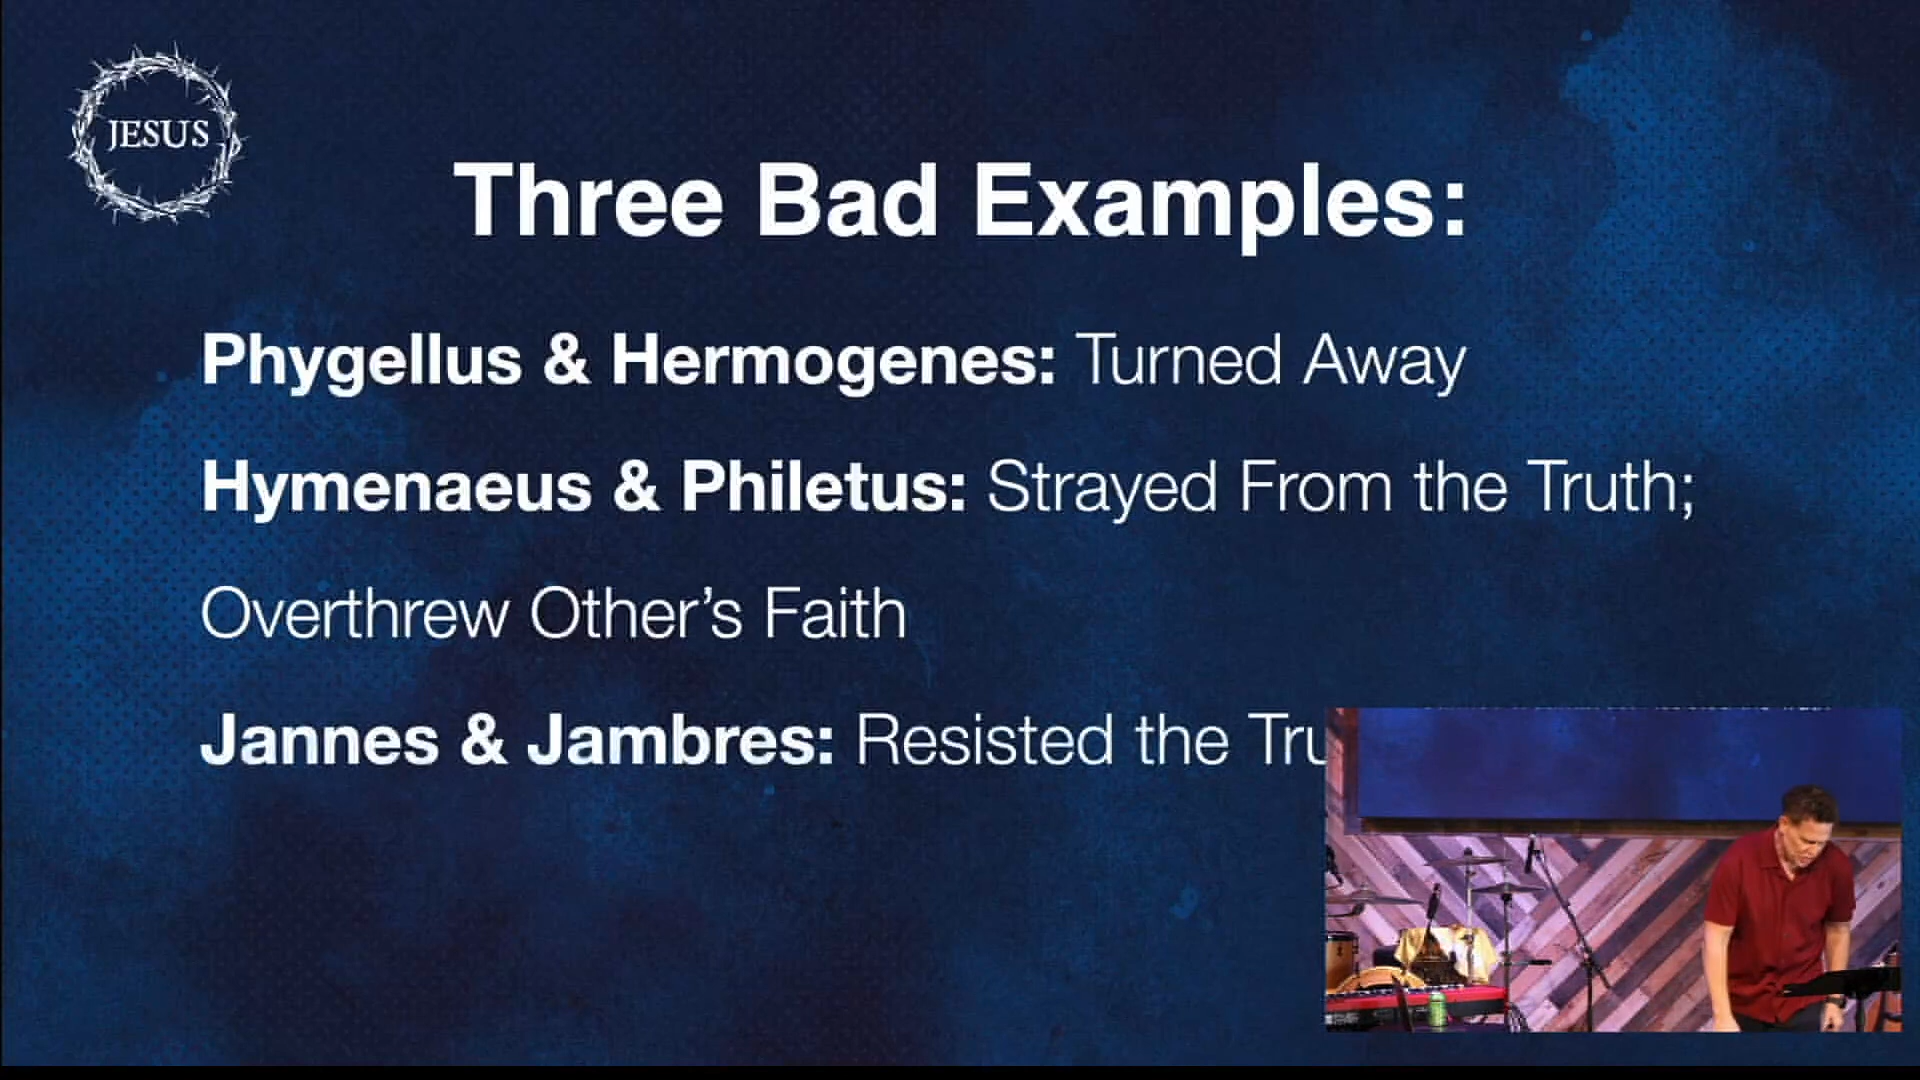 JESUS
Three Bad Examples:
Phygellus & Hermogenes: Turned Away
Hymenaeus & Philetus: Strayed From the Truth;
Overthrew Other’s Faith
Jannes & Jambres: Resisted the